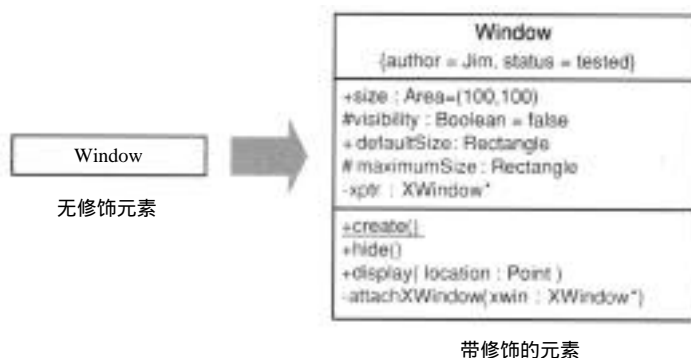 Window
无修饰元素
Window
{author = Jim, status = tested}
+size : Area=(100,100)
#visibility : Boolean = false
+defaultSize: Rectangle
#maximumSize: Rectangle
-xptr : XWindow*
+create()
+hide()
+display( location : Point )
-attachXWindow(xwin : XWindow*)
带修饰的元素